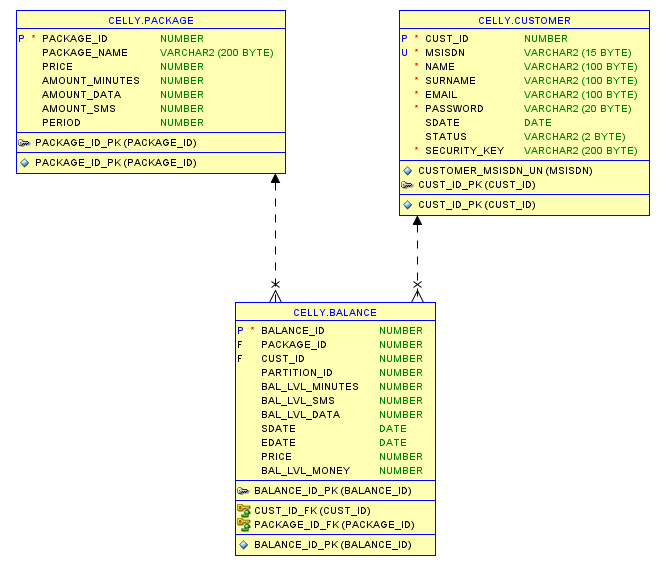 CELLY.PACKAGE
P * PACKAGE_ID NUMBER
PACKAGE_NAME VARCHAR2 (200 BYTE)
PRICE NUMBER
AMOUNT_MINUTES NUMBER
AMOUNT_DATA NUMBER
AMOUNT_SMS NUMBER
PERIOD NUMBER
PACKAGE_ID_PK (PACKAGE_ID)
PACKAGE_ID_PK (PACKAGE_ID)
CELLY.CUSTOMER
P * CUST_ID NUMBER
U * MSISDN VARCHAR2 (15 BYTE)
* NAME VARCHAR2 (100 BYTE)
* SURNAME VARCHAR2 (100 BYTE)
* EMAIL VARCHAR2 (100 BYTE)
* PASSWORD VARCHAR2 (20 BYTE)
SDATE DATE
STATUS VARCHAR2 (2 BYTE)
* SECURITY_KEY VARCHAR2 (200 BYTE)
CUSTOMER_MSISDN_UN (MSISDN)
CUST_ID_PK (CUST_ID)
CUST_ID_PK (CUST_ID)
CELLY.BALANCE
P * BALANCE_ID NUMBER
F PACKAGE_ID NUMBER
F CUST_ID NUMBER
PARTITION_ID NUMBER
BAL_LVL_MINUTES NUMBER
BAL_LVL_SMS NUMBER
BAL_LVL_DATA NUMBER
SDATE DATE
EDATE DATE
PRICE NUMBER
BAL_LVL_MONEY NUMBER
BALANCE_ID_PK (BALANCE_ID)
CUST_ID_FK (CUST_ID)
PACKAGE_ID_FK (PACKAGE_ID)
BALANCE_ID_PK (BALANCE_ID)